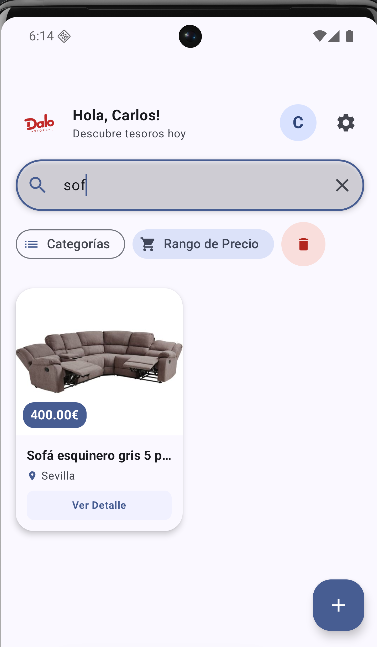 6:14
Dalo
Hola, Carlos!
Descubre tesoros hoy
C
sof
Categorías
Rango de Precio
400.00€
Sofá esquinero gris 5 p...
Sevilla
Ver Detalle
+